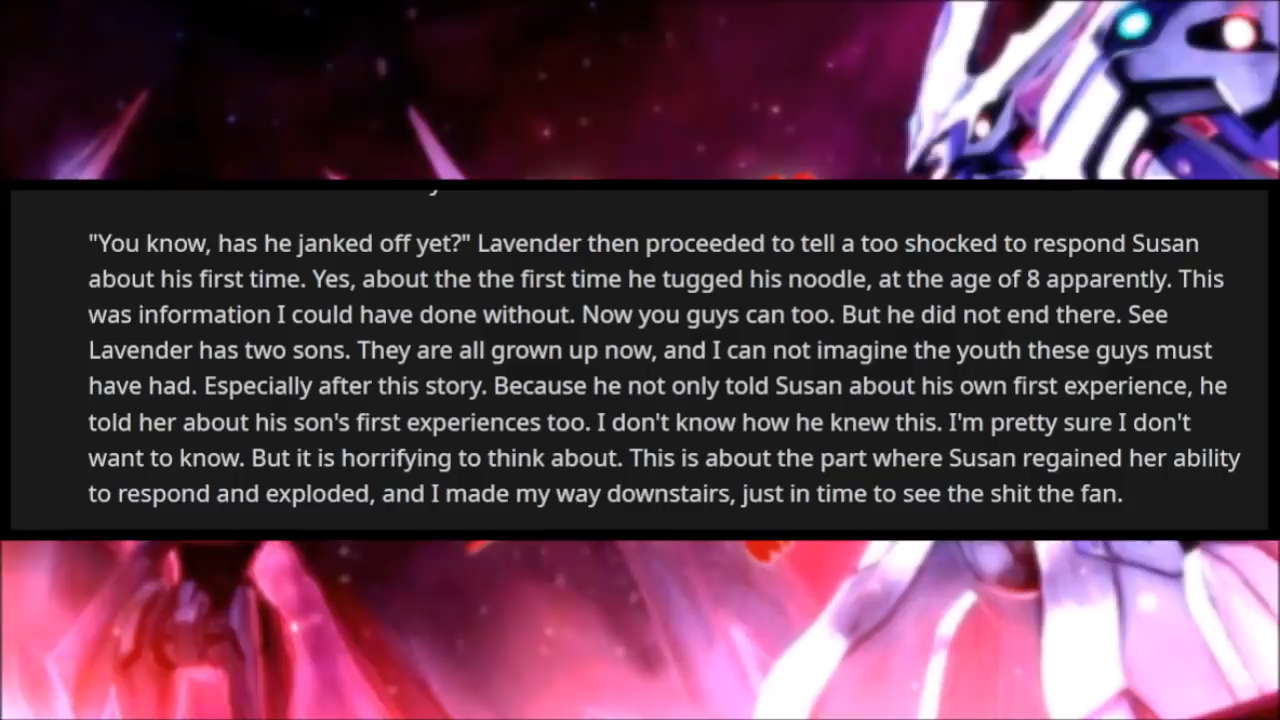 "You know, has he janked off yet?" Lavender then proceeded to tell a too shocked to respond Susan
about his first time. Yes, about the the first time he tugged his noodle, at the age of 8 apparently. This
was information I could have done without. Now you guys can too. But he did not end there. See
Lavender has two sons. They are all grown up now, and I can not imagine the youth these guys must
have had. Especially after this story. Because he not only told Susan about his own first experience, he
told her about his son's first experiences too. I don't know how he knew this. I'm pretty sure I don't
want to know. But it is horrifying to think about. This is about the part where Susan regained her ability
to respond and exploded, and I made my way downstairs, just in time to see the shit the fan.